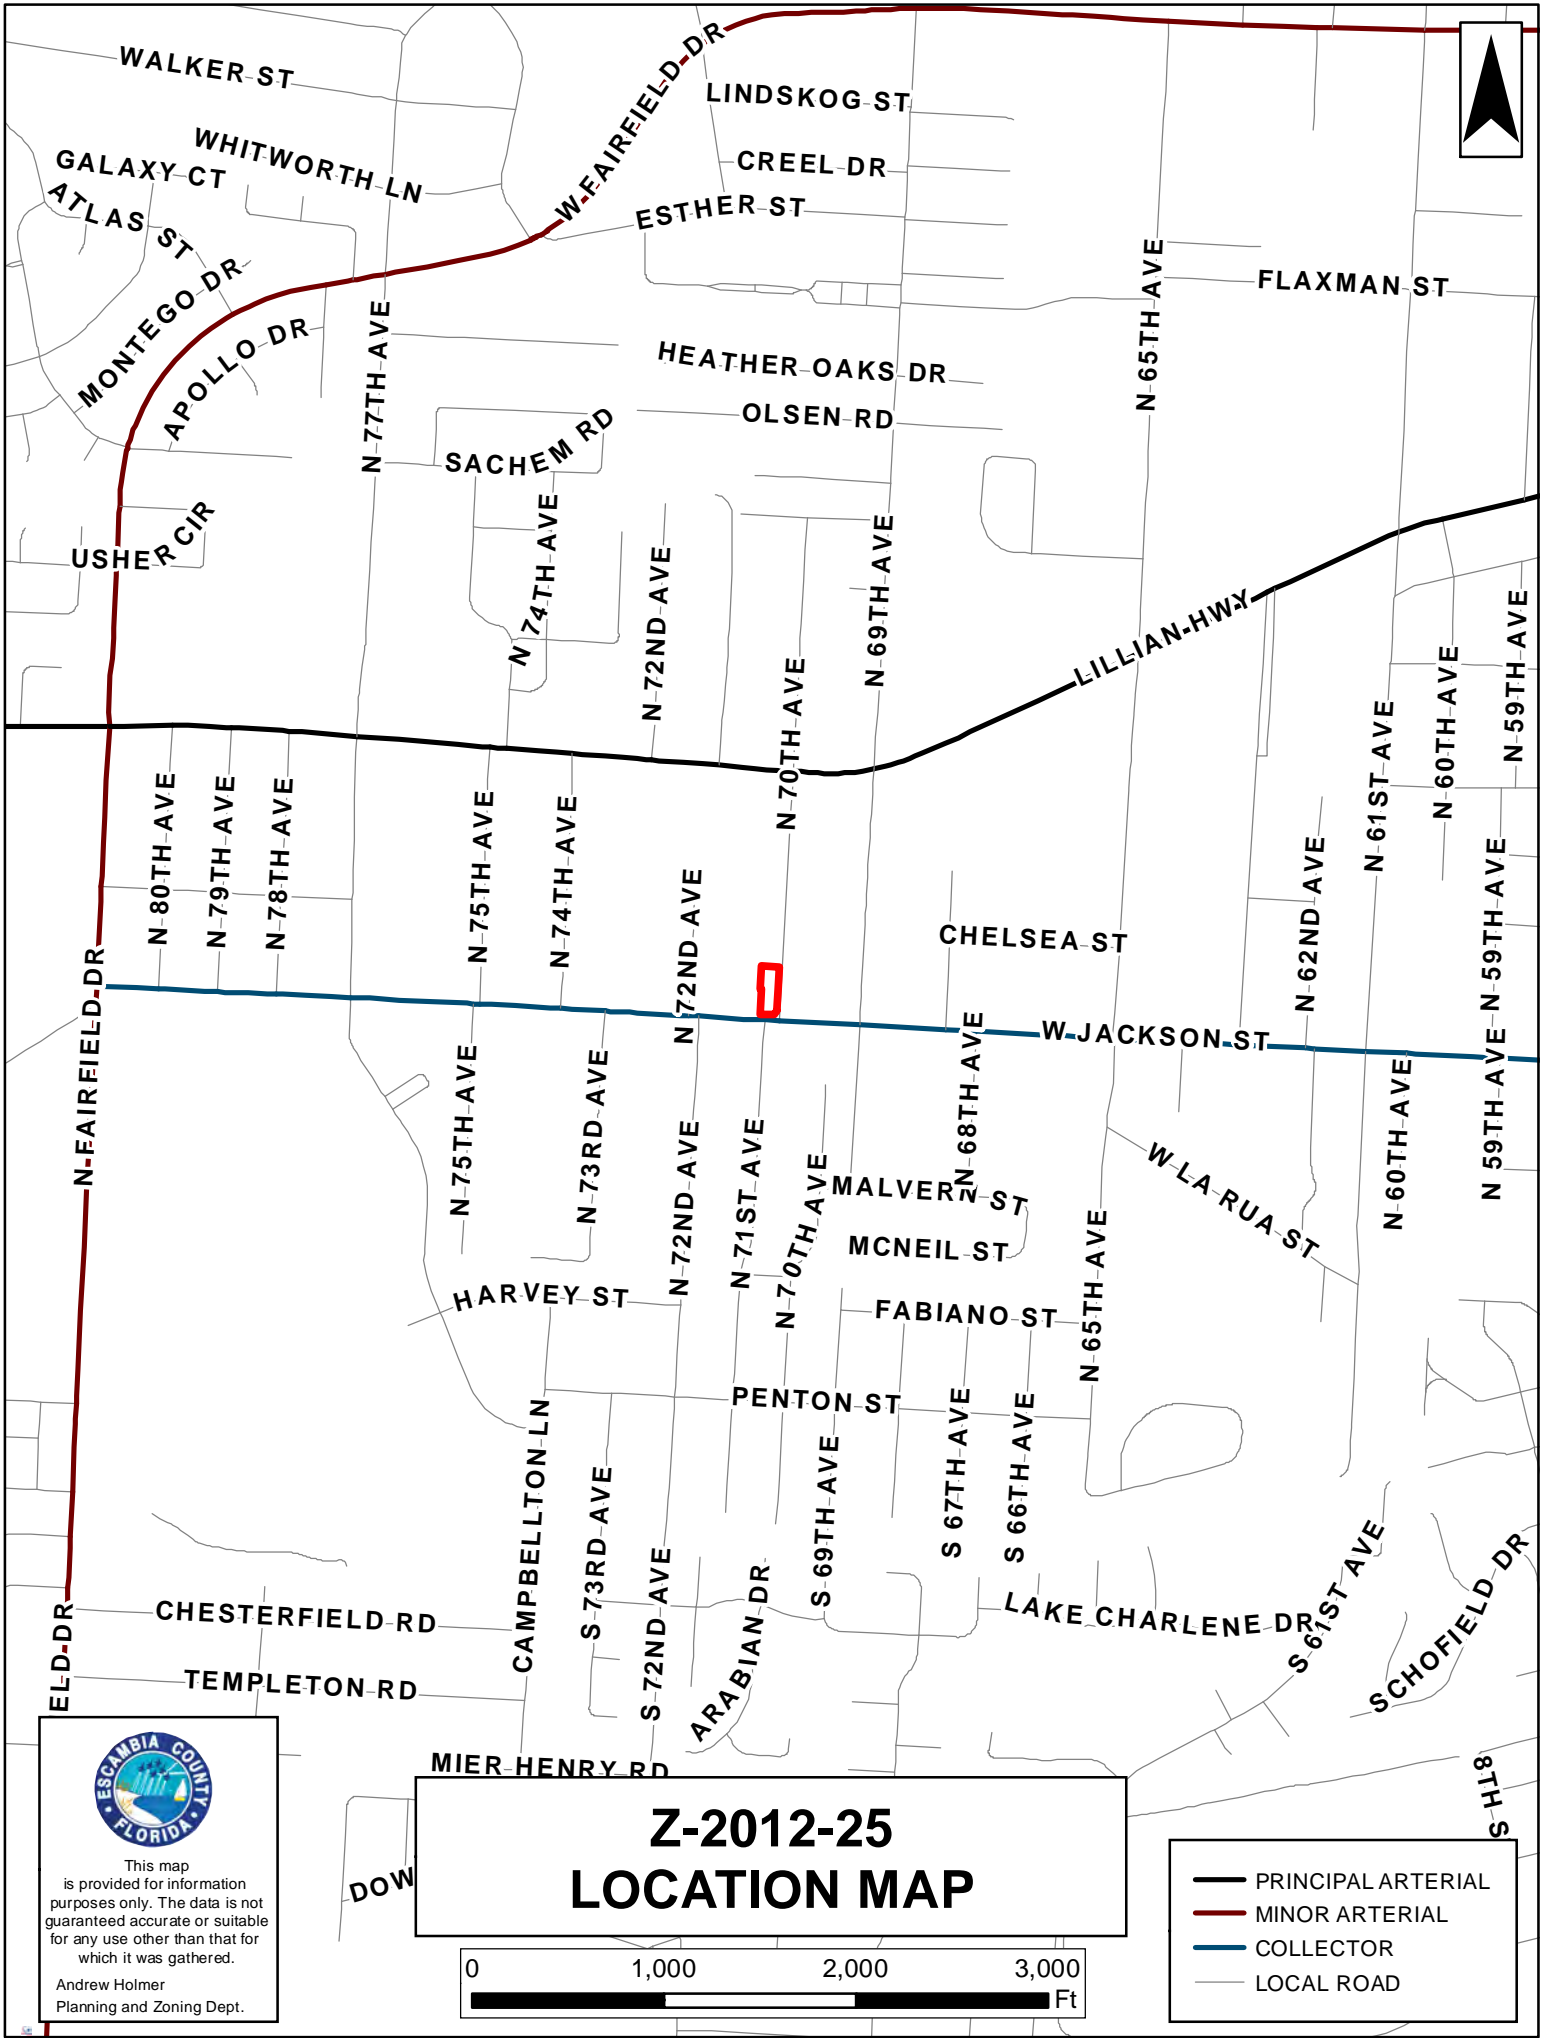 WALKER ST
W FAIRFIELD DR
LINDSKOG ST
WHITWORTH LN
GALAXY CT
CREEL DR
ATLAS ST
ESTHER ST
MONTEGO DR
N 65TH AVE
FLAXMAN ST
APOLLO DR
N 77TH AVE
HEATHER OAKS DR
OLSEN RD
SACHEM RD
USHER CIR
N 74TH AVE
N 72ND AVE
N 69TH AVE
LILLIAN HWY
N 59TH AVE
N 60TH AVE
N 70TH AVE
N 61ST AVE
N 80TH AVE
N 79TH AVE
N 78TH AVE
N 75TH AVE
N 74TH AVE
N 72ND AVE
CHELSEA ST
N 62ND AVE
N 59TH AVE
N FAIRFIELD DR
W JACKSON ST
N 68TH AVE
N 75TH AVE
N 73RD AVE
N 72ND AVE
N 71ST AVE
N 70TH AVE
MALVERN ST
W LA RUA ST
N 60TH AVE
N 59TH AVE
MCNEIL ST
N 65TH AVE
HARVEY ST
FABIANO ST
PENTON ST
CAMPBELLTON LN
S 73RD AVE
S 72ND AVE
S 69TH AVE
S 67TH AVE
S 66TH AVE
ARABIAN DR
LAKE CHARLENE DR
S 61ST AVE
SCHOFIELD DR
ELD DR
CHESTERFIELD RD
TEMPLETON RD
MIER HENRY RD
8TH S
DOW
ESCAMBIA COUNTY
FLORIDA
This map
is provided for information
purposes only. The data is not
guaranteed accurate or suitable
for any use other than that for
which it was gathered.
Andrew Holmer
Planning and Zoning Dept.
Z-2012-25
LOCATION MAP
0 1,000 2,000 3,000
Ft
PRINCIPAL ARTERIAL
MINOR ARTERIAL
COLLECTOR
LOCAL ROAD